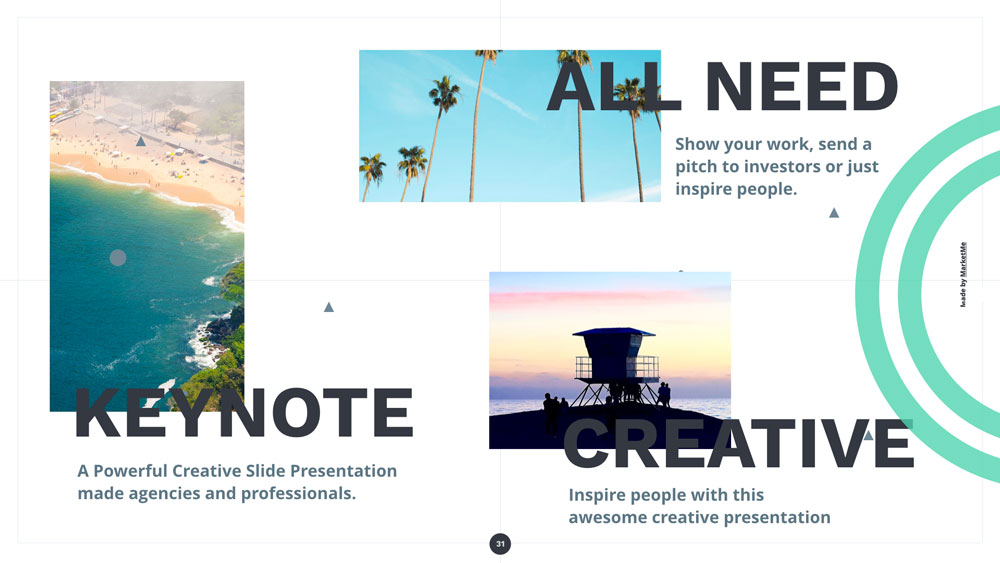 ALL NEED
Show your work, send a
pitch to investors or just
inspire people.
Made by MarketMe
KEYNOTE
A Powerful Creative Slide Presentation
made agencies and professionals.
CREATIVE
Inspire people with this
awesome creative presentation
31